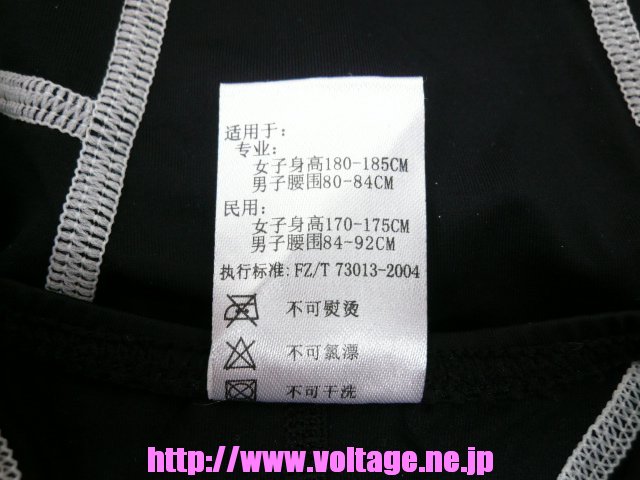 适用于：
专业：
女子身高180-185CM
男子腰围80-84CM
民用：
女子身高170-175CM
男子腰围84-92CM
执行标准: FZ/T 73013-2004
不可熨烫
不可氯漂
不可干洗
http://www.voltage.ne.jp